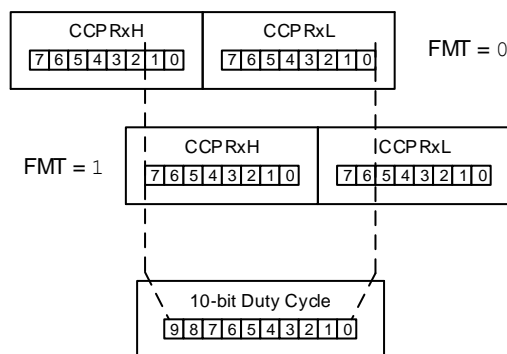 CCPRxH CCPRxL
7 6 5 4 3 2 1 0 7 6 5 4 3 2 1 0 FMT = 0
CCPRxH CCPRxL
FMT = 1 7 6 5 4 3 2 1 0 7 6 5 4 3 2 1 0
10-bit Duty Cycle
9 8 7 6 5 4 3 2 1 0